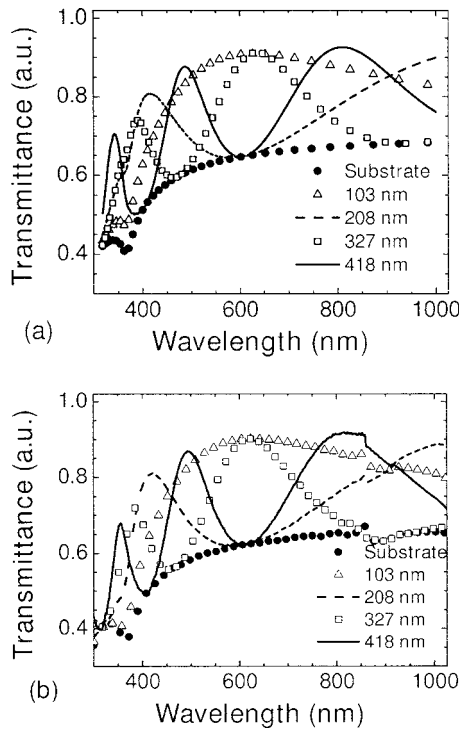 Transmittance (a.u.)
1.0
0.8
0.6
0.4
Substrate
103 nm
208 nm
327 nm
418 nm
400 600 800 1000
Wavelength (nm)
(a)
Transmittance (a.u.)
1.0
0.8
0.6
0.4
Substrate
103 nm
208 nm
327 nm
418 nm
400 600 800 1000
Wavelength (nm)
(b)